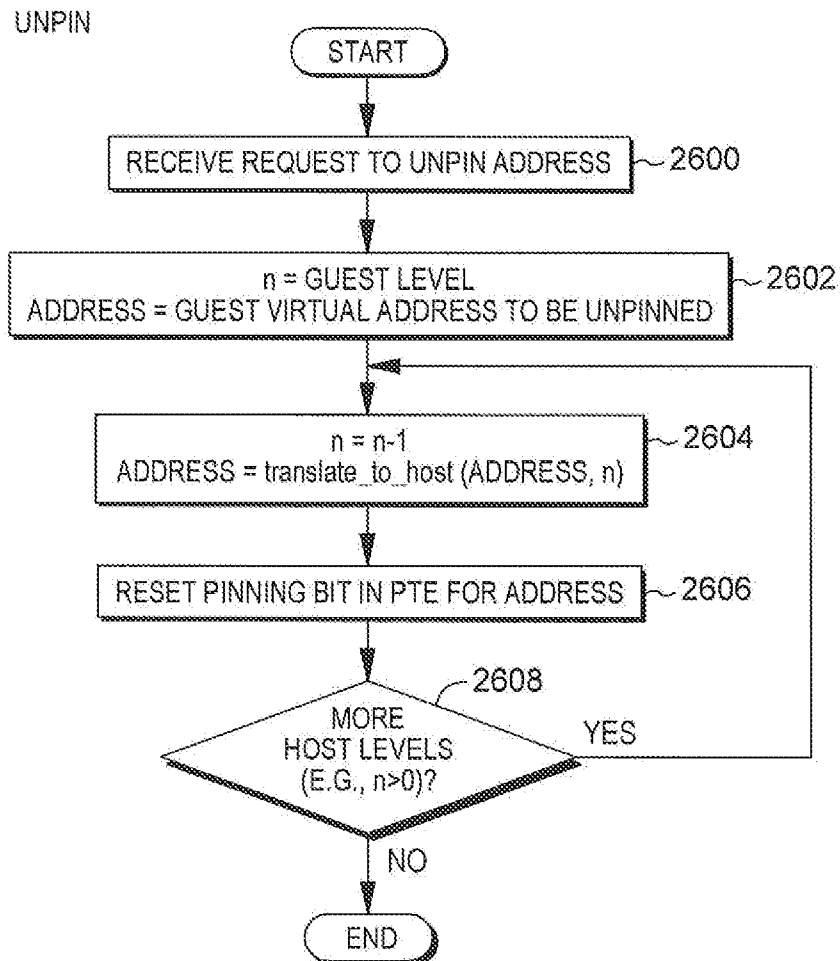 UNPIN
START
RECEIVE REQUEST TO UNPIN ADDRESS
2600
n = GUEST LEVEL
ADDRESS = GUEST VIRTUAL ADDRESS TO BE UNPINNED
2602
n = n-1
ADDRESS = translate_to_host (ADDRESS, n)
2604
RESET PINNING BIT IN PTE FOR ADDRESS
2606
2608
MORE
HOST LEVELS
(E.G., n>0)?
YES
NO
END